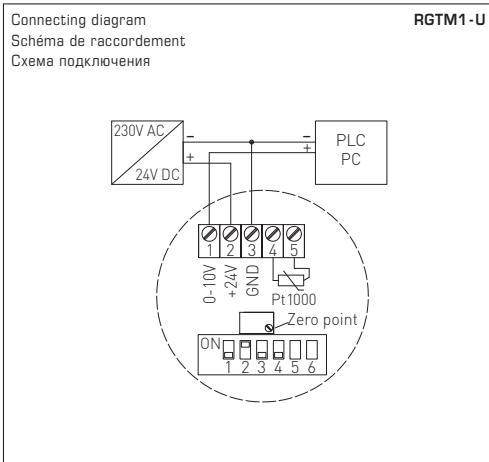 Connecting diagram
RGTM1-U
Schéma de raccordement
Схема подключения
230V AC
24V DC
–
+
–
+
PLC
PC
1 2 3 4 5
0-10V
+24V
GND
Pt1000
Zero point
ON
1 2 3 4 5 6